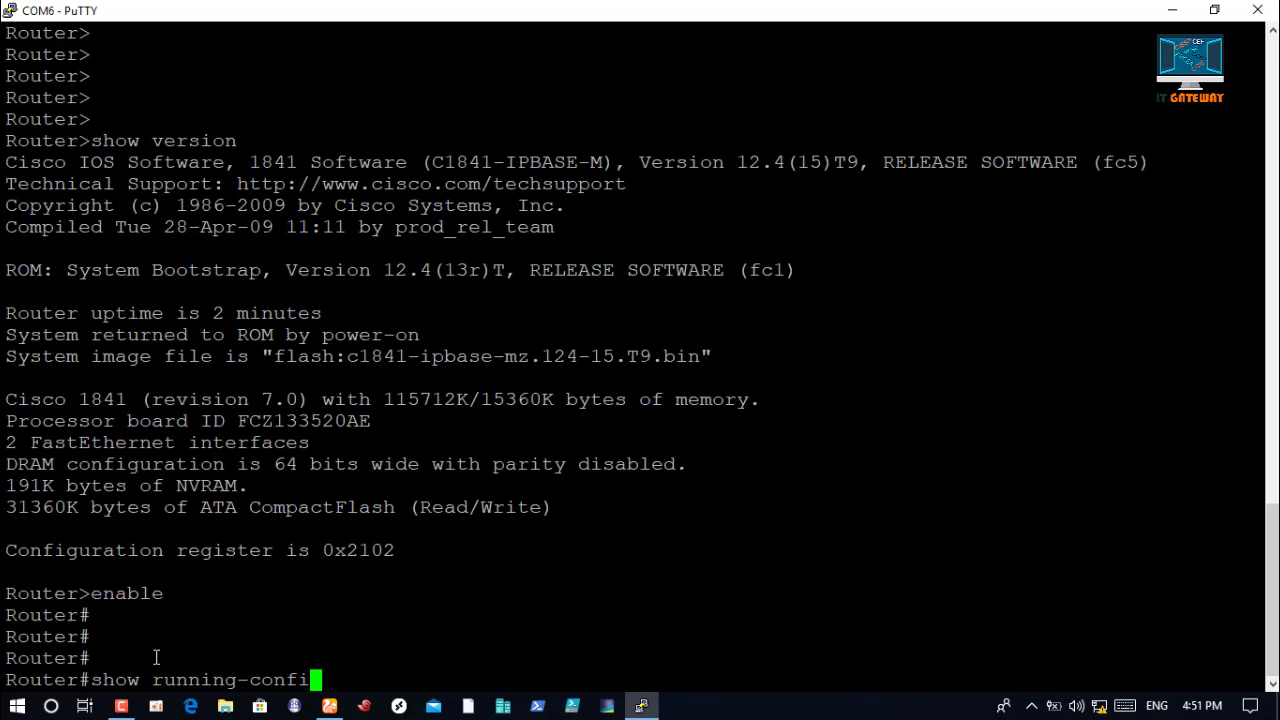 COM6 - PuTTY
Router>
Router>
Router>
Router>
Router>
Router>show version
Cisco IOS Software, 1841 Software (C1841-IPBASE-M), Version 12.4(15)T9, RELEASE SOFTWARE (fc5)
Technical Support: http://www.cisco.com/techsupport
Copyright (c) 1986-2009 by Cisco Systems, Inc.
Compiled Tue 28-Apr-09 11:11 by prod_rel_team
ROM: System Bootstrap, Version 12.4(13r)T, RELEASE SOFTWARE (fc1)
Router uptime is 2 minutes
System returned to ROM by power-on
System image file is "flash:c1841-ipbase-mz.124-15.T9.bin"
Cisco 1841 (revision 7.0) with 115712K/15360K bytes of memory.
Processor board ID FCZ133520AE
2 FastEthernet interfaces
DRAM configuration is 64 bits wide with parity disabled.
191K bytes of NVRAM.
31360K bytes of ATA CompactFlash (Read/Write)
Configuration register is 0x2102
Router>enable
Router#
Router#
Router#
Router#show running-confi
IT GATEWAY
ENG
4:51 PM